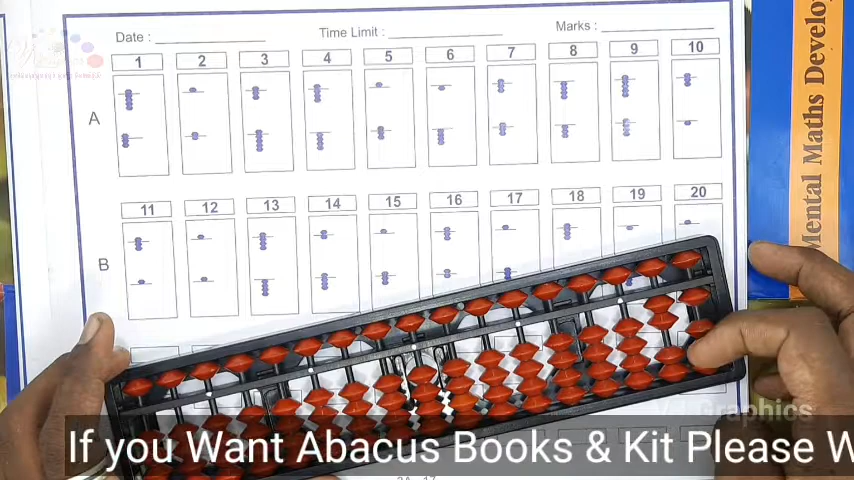 Date :
Time Limit :
Marks :
1 2 3 4 5 6 7 8 9 10
A
11 12 13 14 15 16 17 18 19 20
B
Mental Maths Develo
Graphics
If you Want Abacus Books & Kit Please W